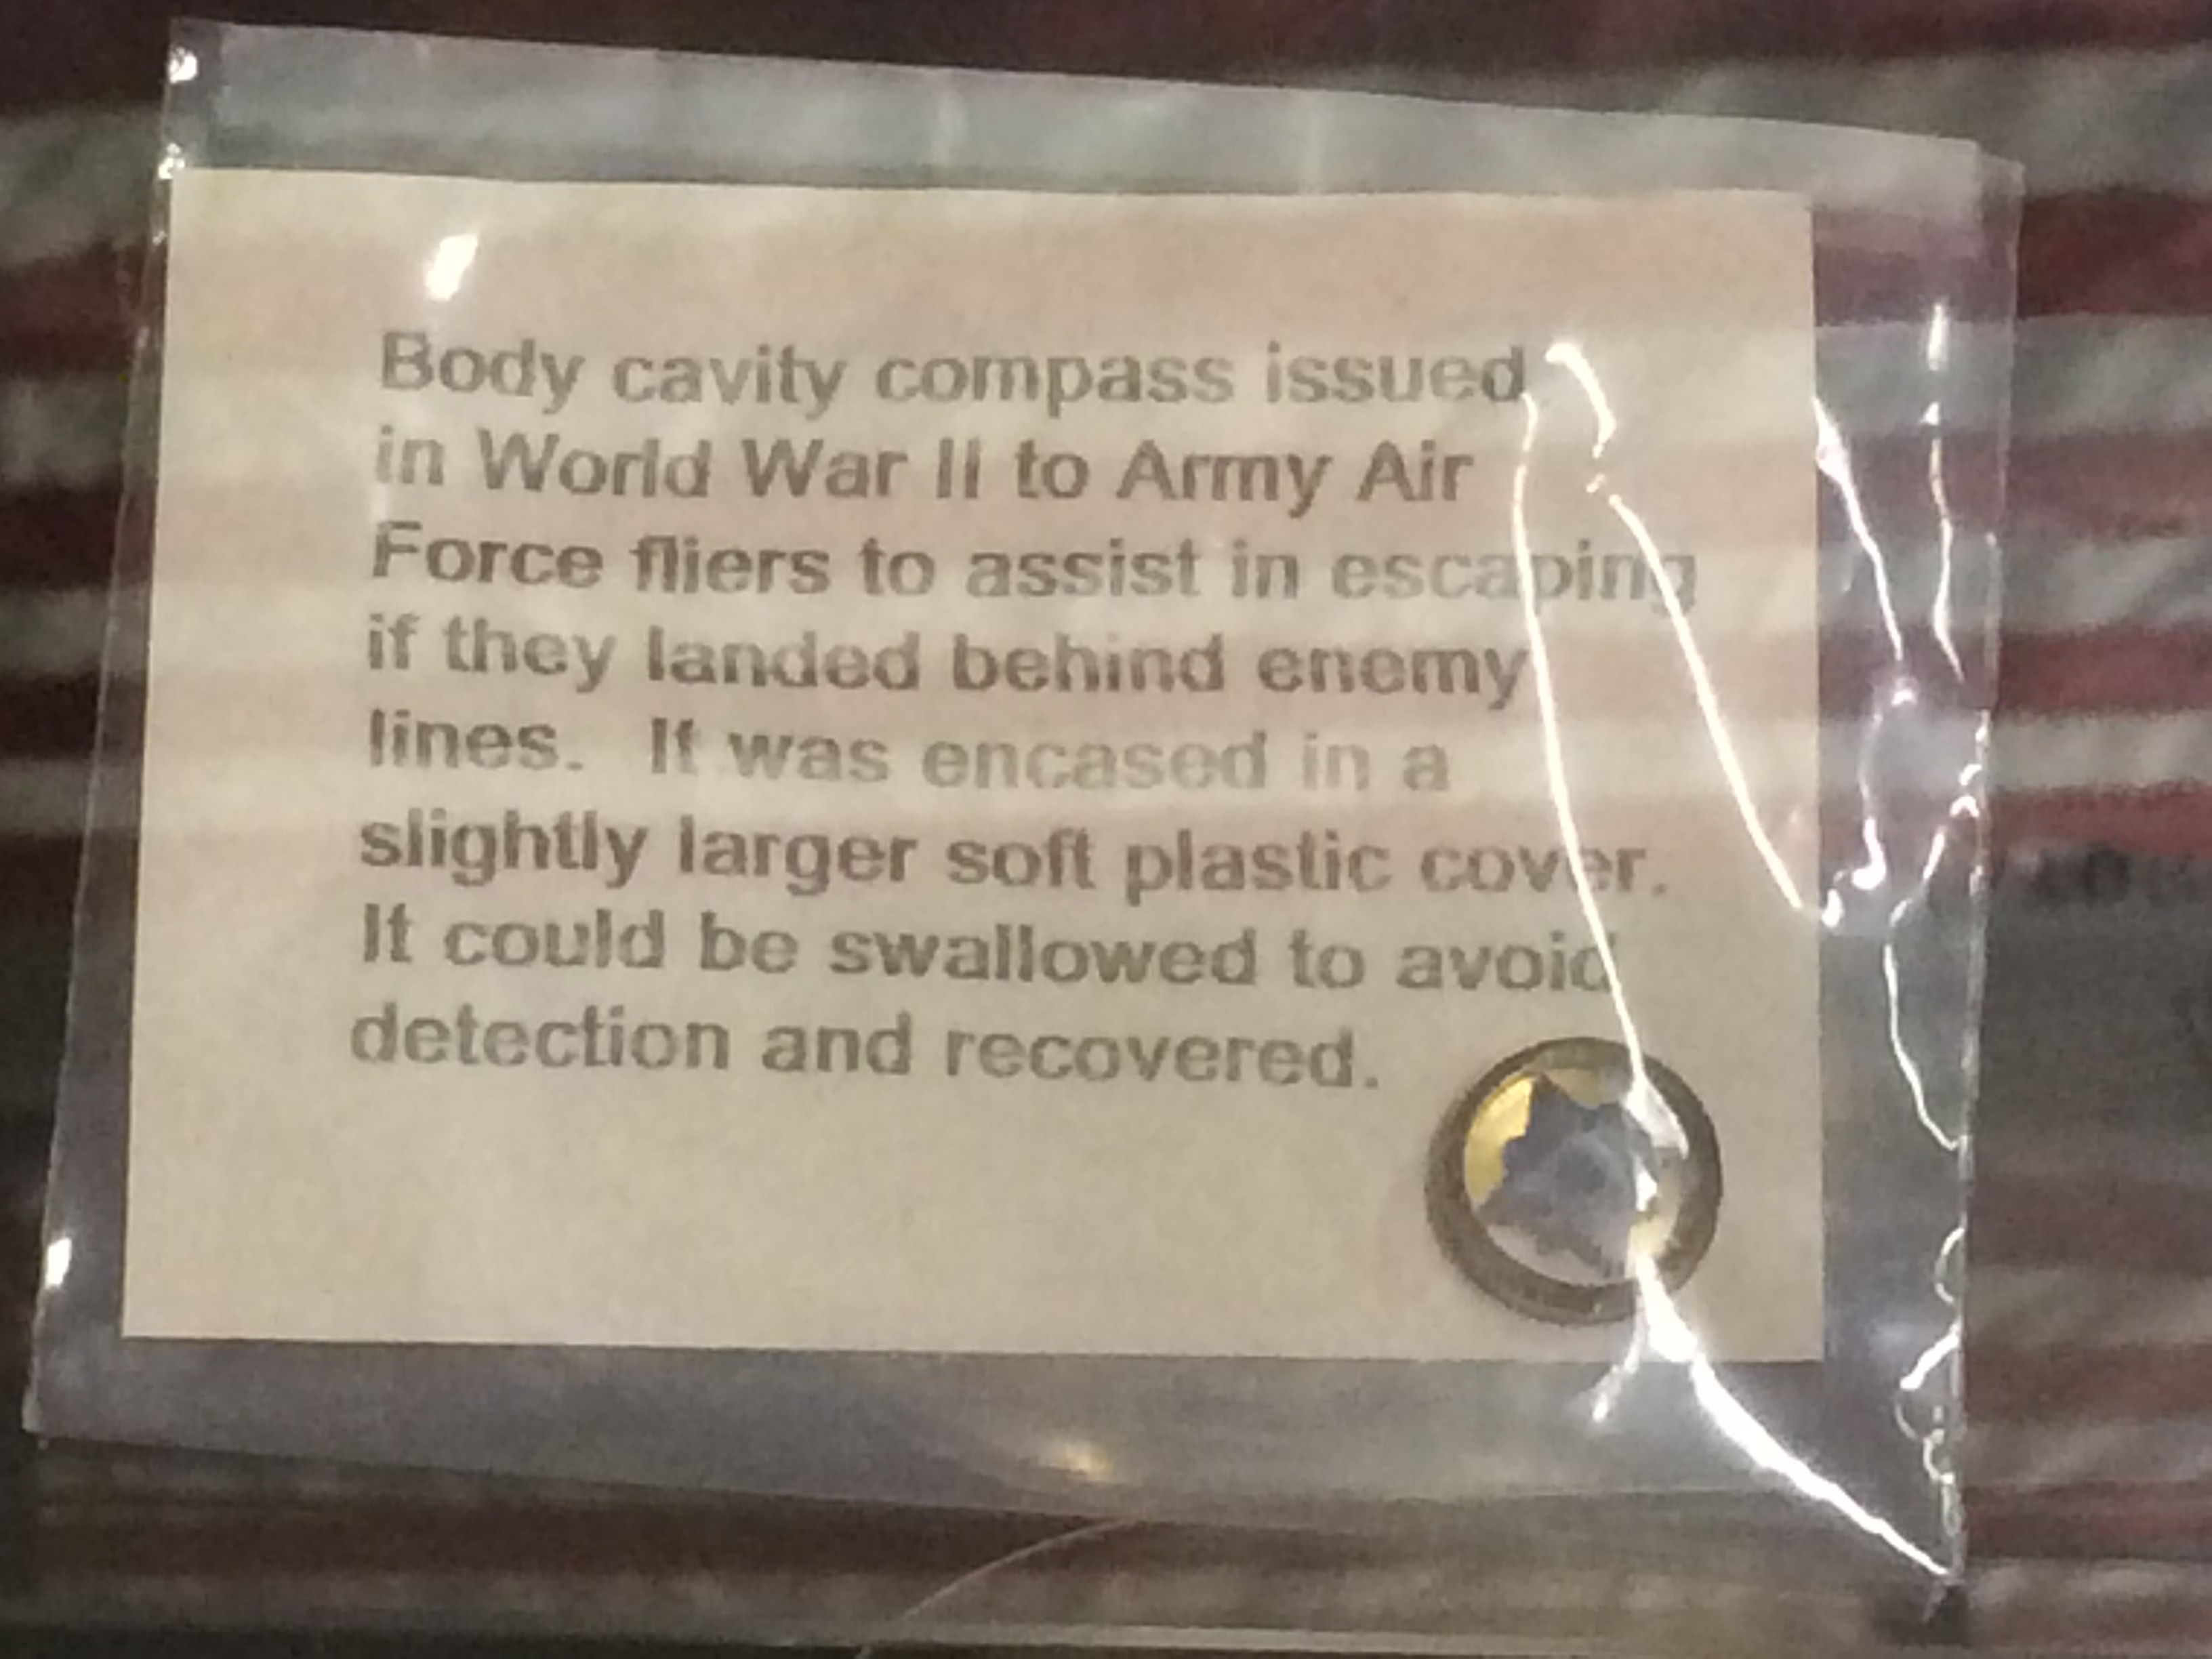 Body cavity compass issued
in World War II to Army Air
Force fliers to assist in escaping
if they landed behind enemy
lines.  It was encased in a
slightly larger soft plastic cover.
It could be swallowed to avoid
detection and recovered.